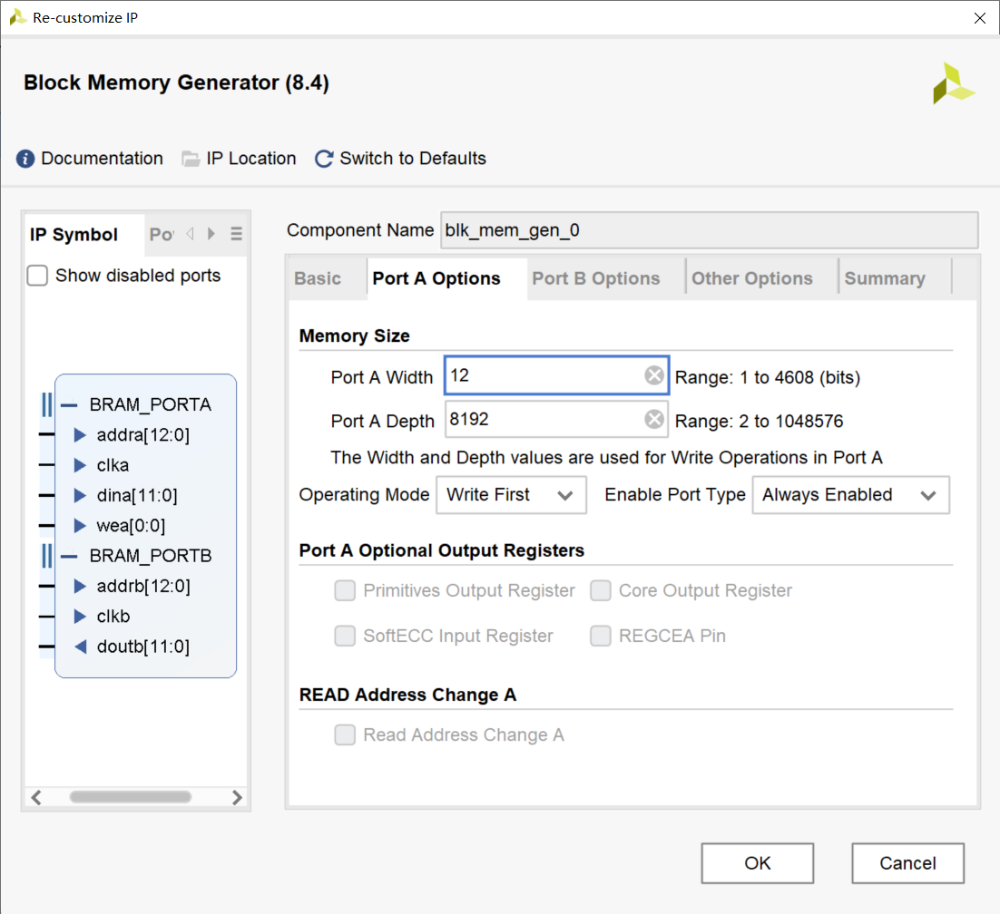 Re-customize IP
Block Memory Generator (8.4)
Documentation IP Location Switch to Defaults
IP Symbol Po
Show disabled ports
BRAM_PORTA
addra[12:0]
clka
dina[11:0]
wea[0:0]
BRAM_PORTB
addrb[12:0]
clkb
doutb[11:0]
Component Name blk_mem_gen_0
Basic Port A Options Port B Options Other Options Summary
Memory Size
Port A Width 12 Range: 1 to 4608 (bits)
Port A Depth 8192 Range: 2 to 1048576
The Width and Depth values are used for Write Operations in Port A
Operating Mode Write First Enable Port Type Always Enabled
Port A Optional Output Registers
Primitives Output Register Core Output Register
SoftECC Input Register REGCEA Pin
READ Address Change A
Read Address Change A
OK Cancel